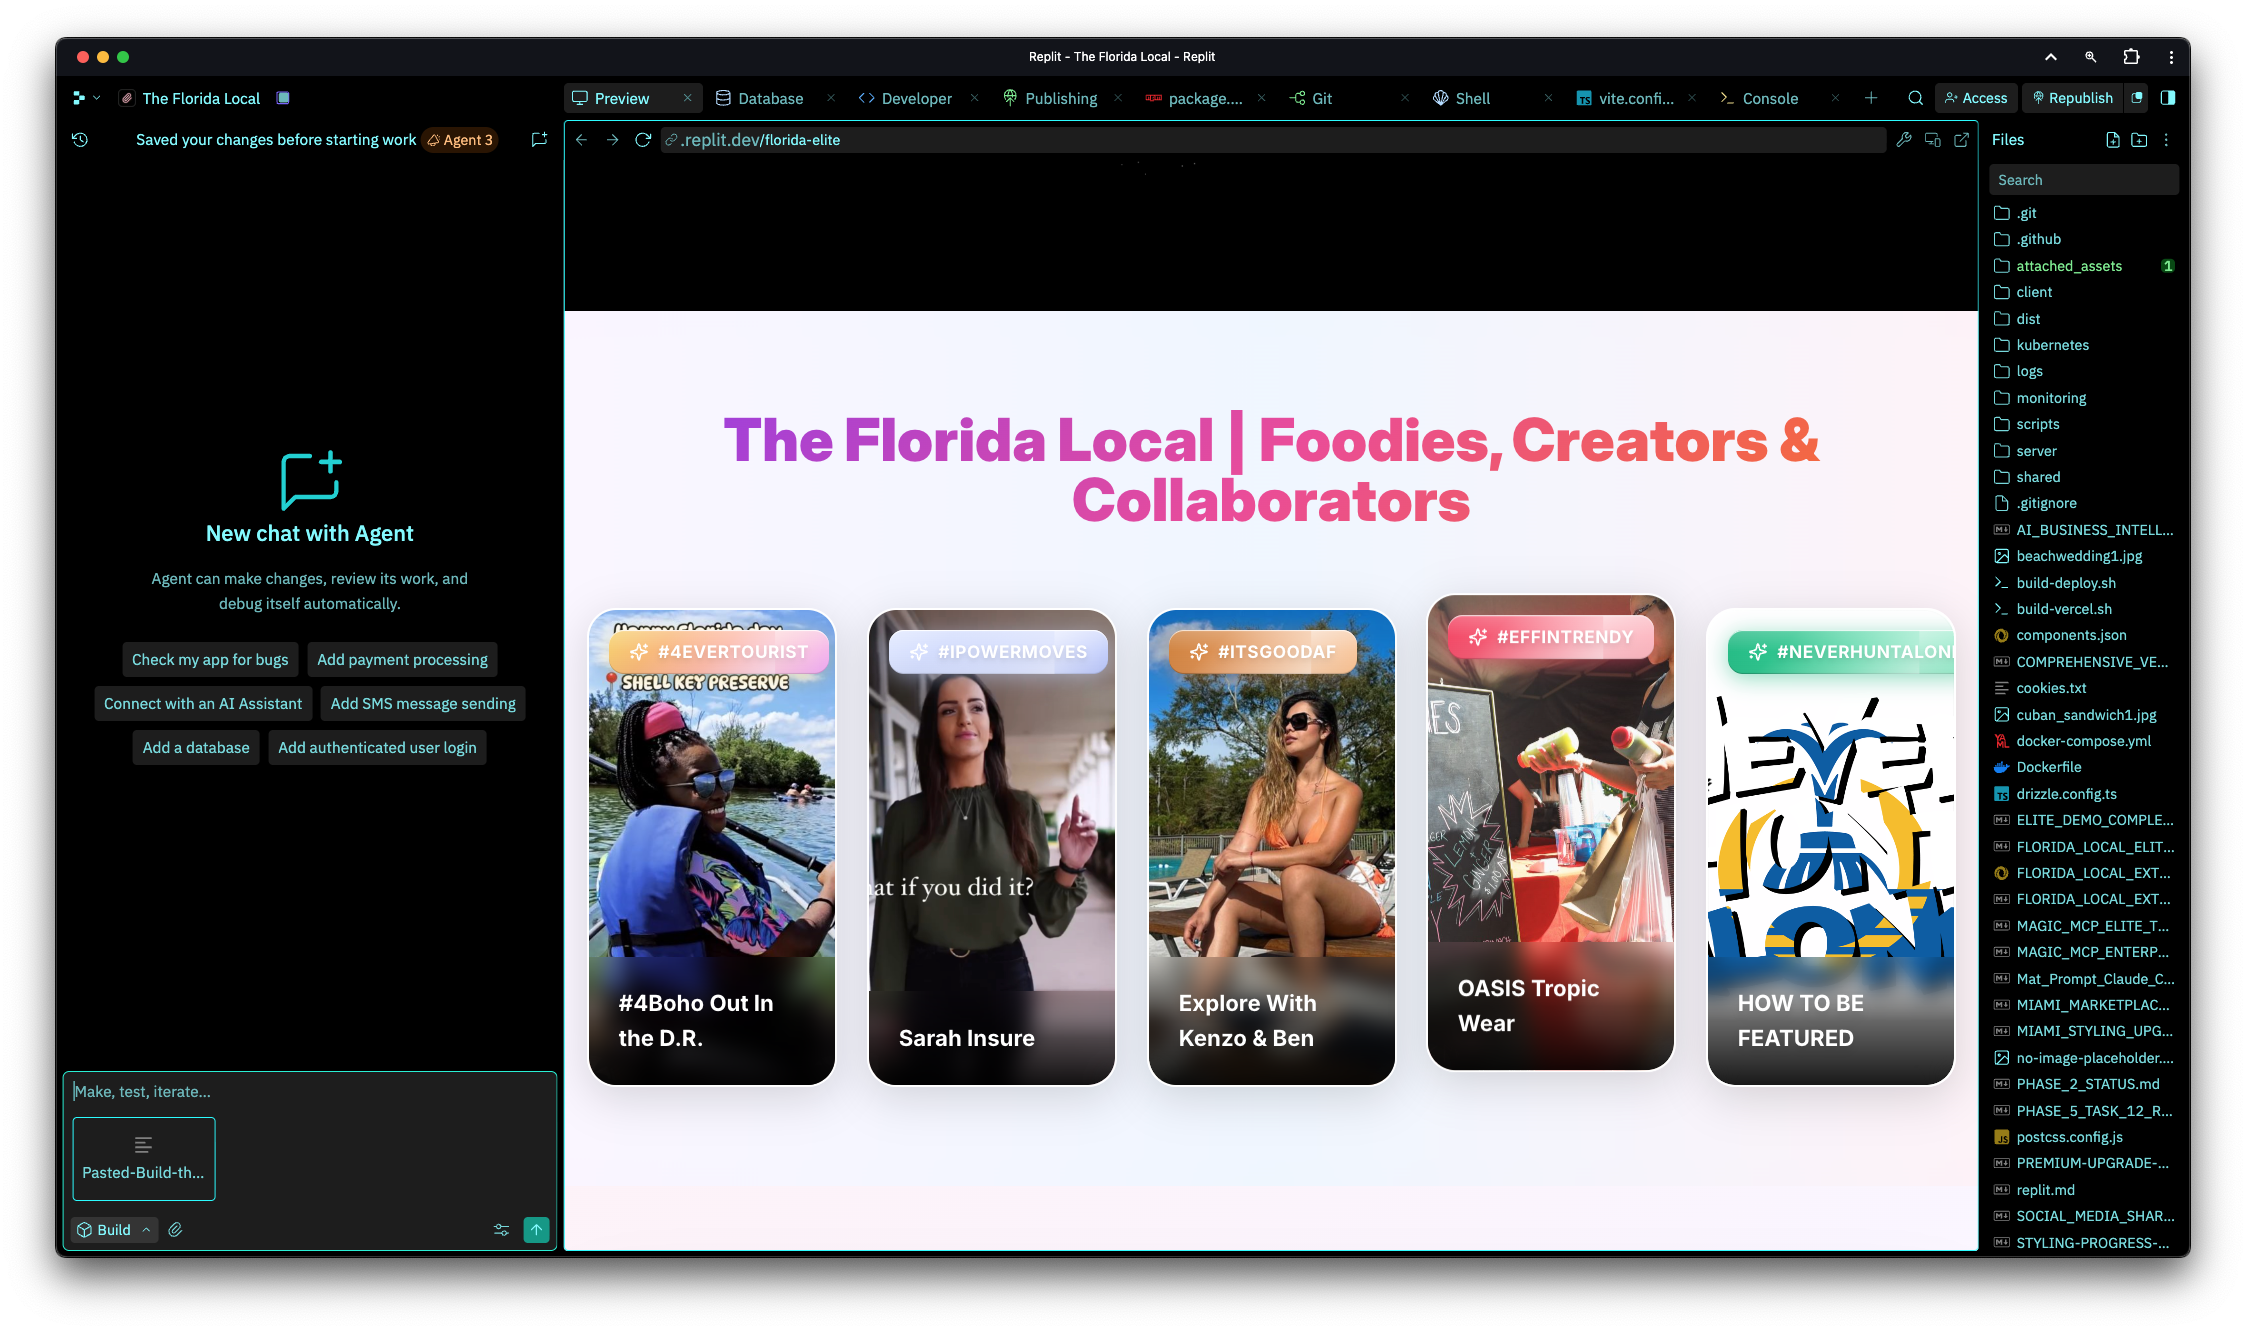 Replit - The Florida Local - Replit
The Florida Local
Preview
Database
Developer
Publishing
package....
Git
Shell
vite.confi...
Console
Access
Republish
Saved your changes before starting work
Agent 3
.replit.dev/florida-elite
Files
Search
.git
.github
attached_assets
1
client
dist
kubernetes
logs
monitoring
scripts
server
shared
.gitignore
AI_BUSINESS_INTELL...
beachwedding1.jpg
build-deploy.sh
build-vercel.sh
components.json
COMPREHENSIVE_VE...
cookies.txt
cuban_sandwich1.jpg
docker-compose.yml
Dockerfile
drizzle.config.ts
ELITE_DEMO_COMPLE...
FLORIDA_LOCAL_ELIT...
FLORIDA_LOCAL_EXT...
FLORIDA_LOCAL_EXT...
MAGIC_MCP_ELITE_T...
MAGIC_MCP_ENTERP...
Mat_Prompt_Claude_C...
MIAMI_MARKETPLAC...
MIAMI_STYLING_UPG...
no-image-placeholder....
PHASE_2_STATUS.md
PHASE_5_TASK_12_R...
postcss.config.js
PREMIUM-UPGRADE-...
replit.md
SOCIAL_MEDIA_SHAR...
STYLING-PROGRESS-...
New chat with Agent
Agent can make changes, review its work, and
debug itself automatically.
Check my app for bugs
Add payment processing
Connect with an AI Assistant
Add SMS message sending
Add a database
Add authenticated user login
Make, test, iterate...
Pasted-Build-th...
Build
The Florida Local | Foodies, Creators &
Collaborators
#4EVERTOURIST
SHELL KEY PRESERVE
#4Boho Out In
the D.R.
#IPOWERMOVES
at if you did it?
Sarah Insure
#ITSGOODAF
Explore With
Kenzo & Ben
#EFFINTRENDY
ES
LEMON
GINGER
OASIS Tropic
Wear
#NEVERHUNTALON
HOW TO BE
FEATURED